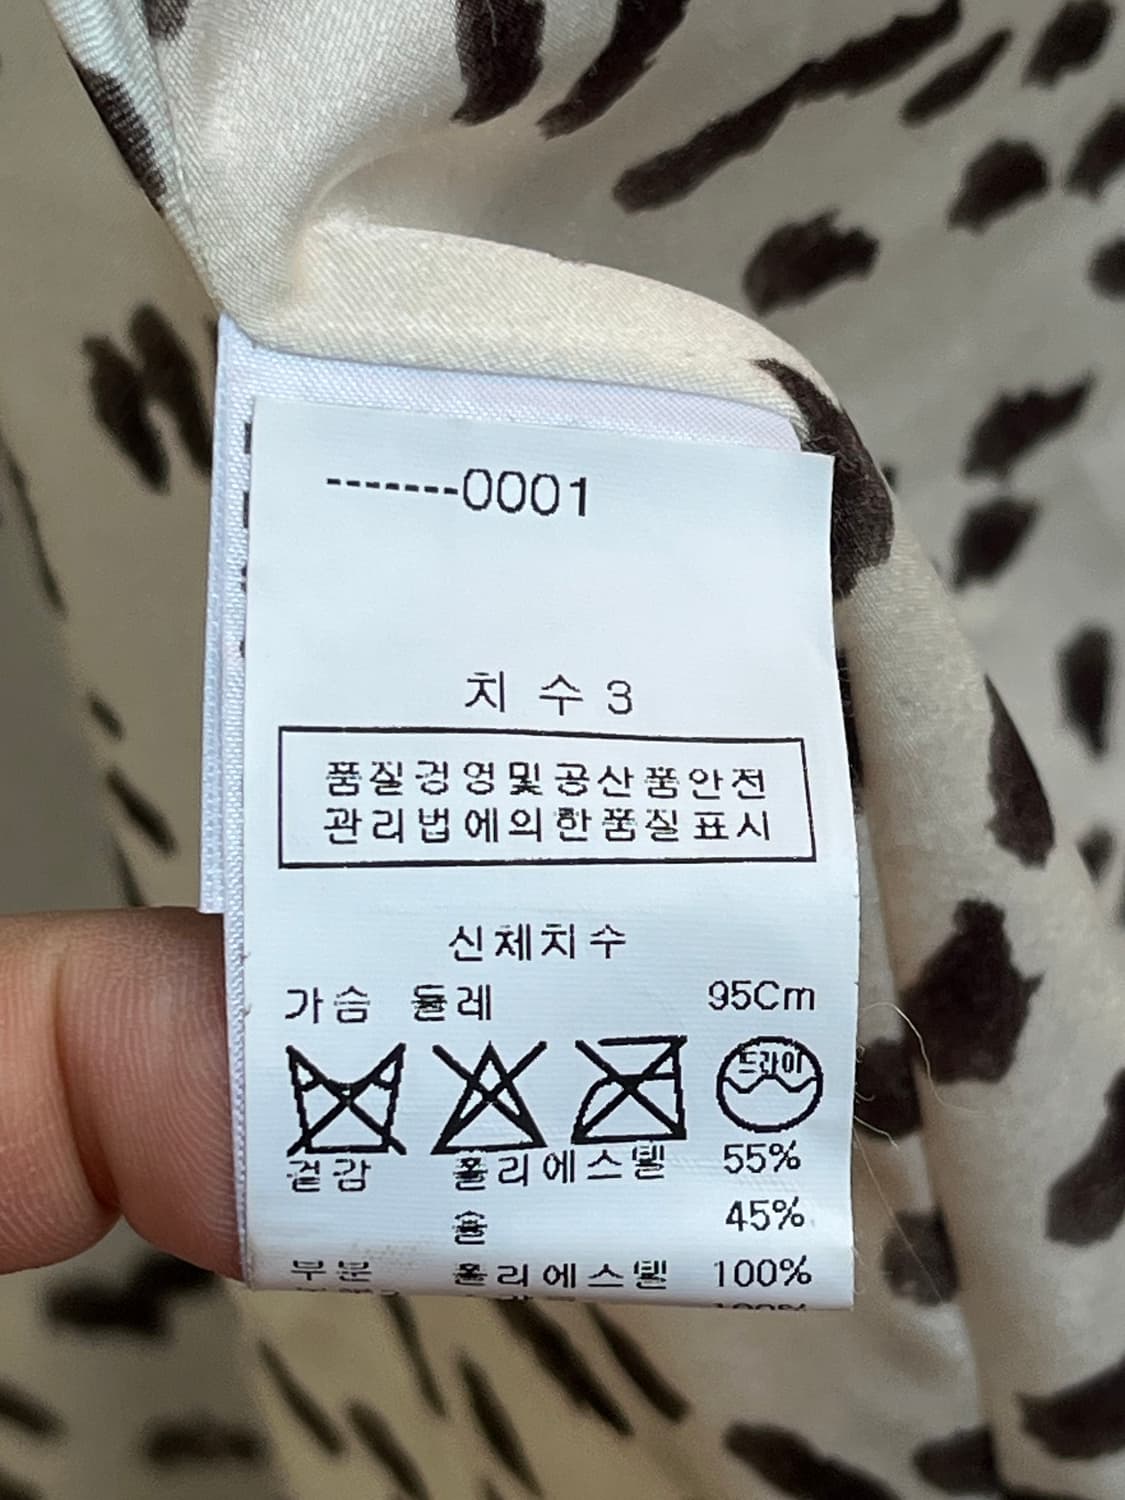 -------0001
치 수 3
품질경영및공산품안전
관리법에의한품질표시
신체치수
가슴 둘레 95Cm
드라이
겉감 폴리에스텔 55%
울 45%
부분 폴리에스텔 100%
100%